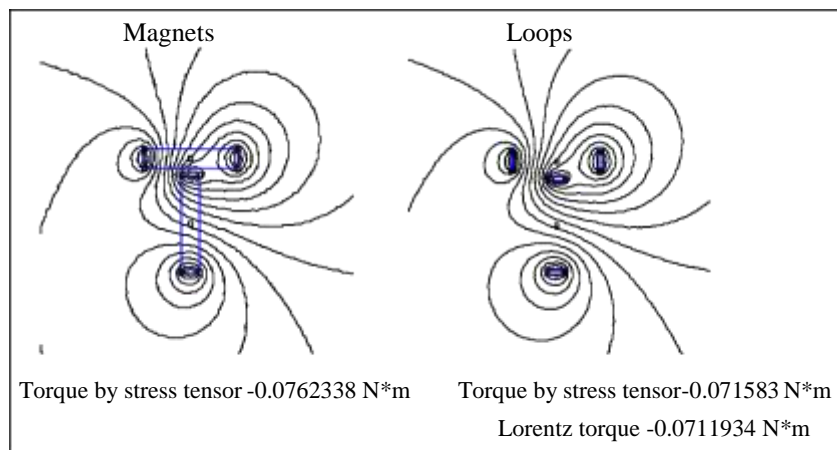 Magnets Loops
Torque by stress tensor -0.0762338 N*m Torque by stress tensor-0.071583 N*m
Lorentz torque -0.0711934 N*m